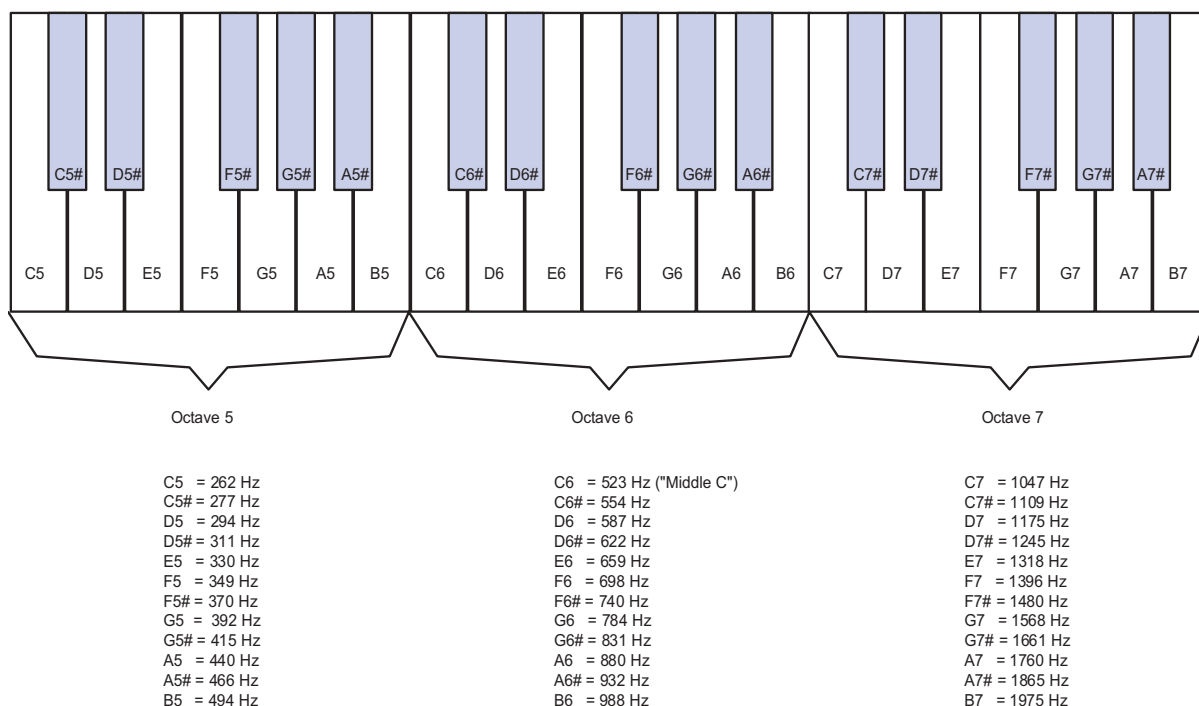 C5# D5# F5# G5# A5# C6# D6# F6# G6# A6# C7# D7# F7# G7# A7#
C5 D5 E5 F5 G5 A5 B5 C6 D6 E6 F6 G6 A6 B6 C7 D7 E7 F7 G7 A7 B7
Octave 5
C5 = 262 Hz
C5# = 277 Hz
D5 = 294 Hz
D5# = 311 Hz
E5 = 330 Hz
F5 = 349 Hz
F5# = 370 Hz
G5 = 392 Hz
G5# = 415 Hz
A5 = 440 Hz
A5# = 466 Hz
B5 = 494 Hz
Octave 6
C6 = 523 Hz ("Middle C")
C6# = 554 Hz
D6 = 587 Hz
D6# = 622 Hz
E6 = 659 Hz
F6 = 698 Hz
F6# = 740 Hz
G6 = 784 Hz
G6# = 831 Hz
A6 = 880 Hz
A6# = 932 Hz
B6 = 988 Hz
Octave 7
C7 = 1047 Hz
C7# = 1109 Hz
D7 = 1175 Hz
D7# = 1245 Hz
E7 = 1318 Hz
F7 = 1396 Hz
F7# = 1480 Hz
G7 = 1568 Hz
G7# = 1661 Hz
A7 = 1760 Hz
A7# = 1865 Hz
B7 = 1975 Hz